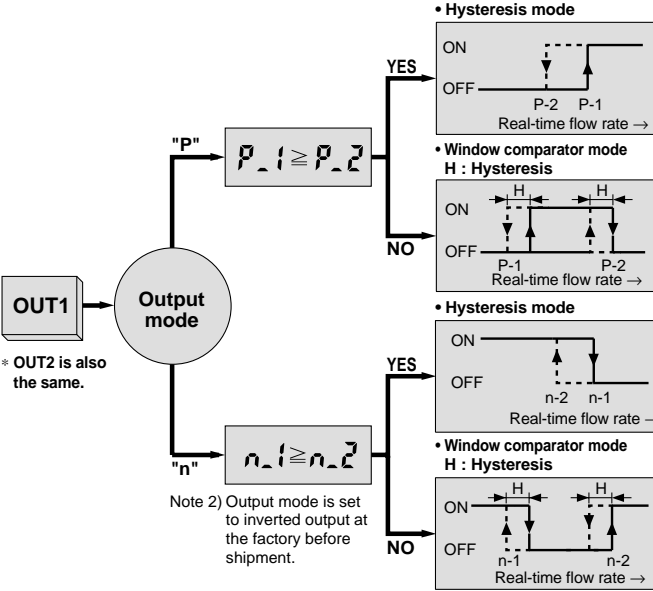 • Hysteresis mode
ON
OFF
P-2 P-1
Real-time flow rate →
YES
"P"
P_1≧P_2
• Window comparator mode
H : Hysteresis
H H
ON
OFF
P-1 P-2
Real-time flow rate →
NO
OUT1
Output
mode
∗ OUT2 is also
the same.
• Hysteresis mode
ON
OFF
n-2 n-1
Real-time flow rate
YES
"n"
n_1≧n_2
Note 2) Output mode is set
to inverted output at
the factory before
shipment.
• Window comparator mode
H : Hysteresis
H H
ON
OFF
n-1 n-2
Real-time flow rate →
NO